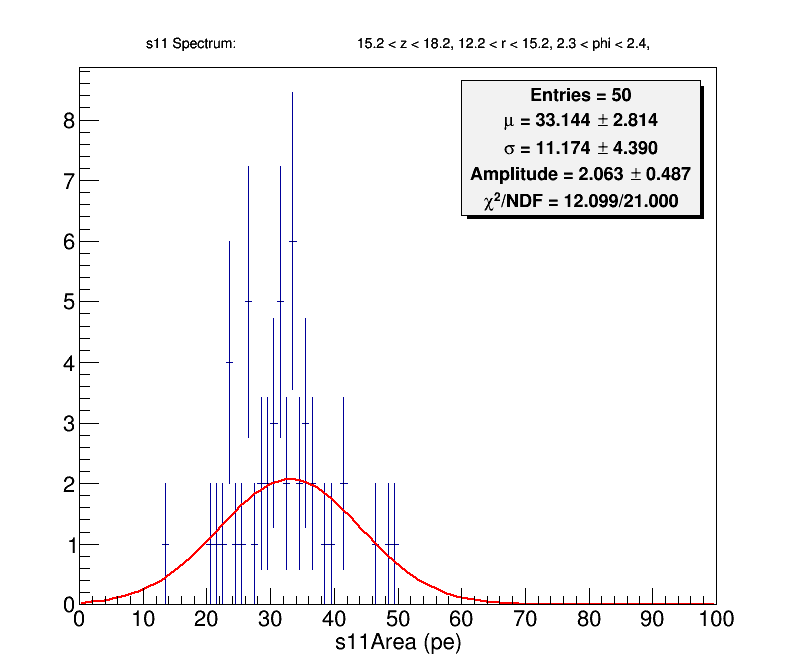 s11 Spectrum: 15.2 < z < 18.2, 12.2 < r < 15.2, 2.3 < phi < 2.4,
Entries = 50
μ = 33.144 ± 2.814
σ = 11.174 ± 4.390
Amplitude = 2.063 ± 0.487
χ²/NDF = 12.099/21.000
8
7
6
5
4
3
2
1
0
0 10 20 30 40 50 60 70 80 90 100
s11Area (pe)